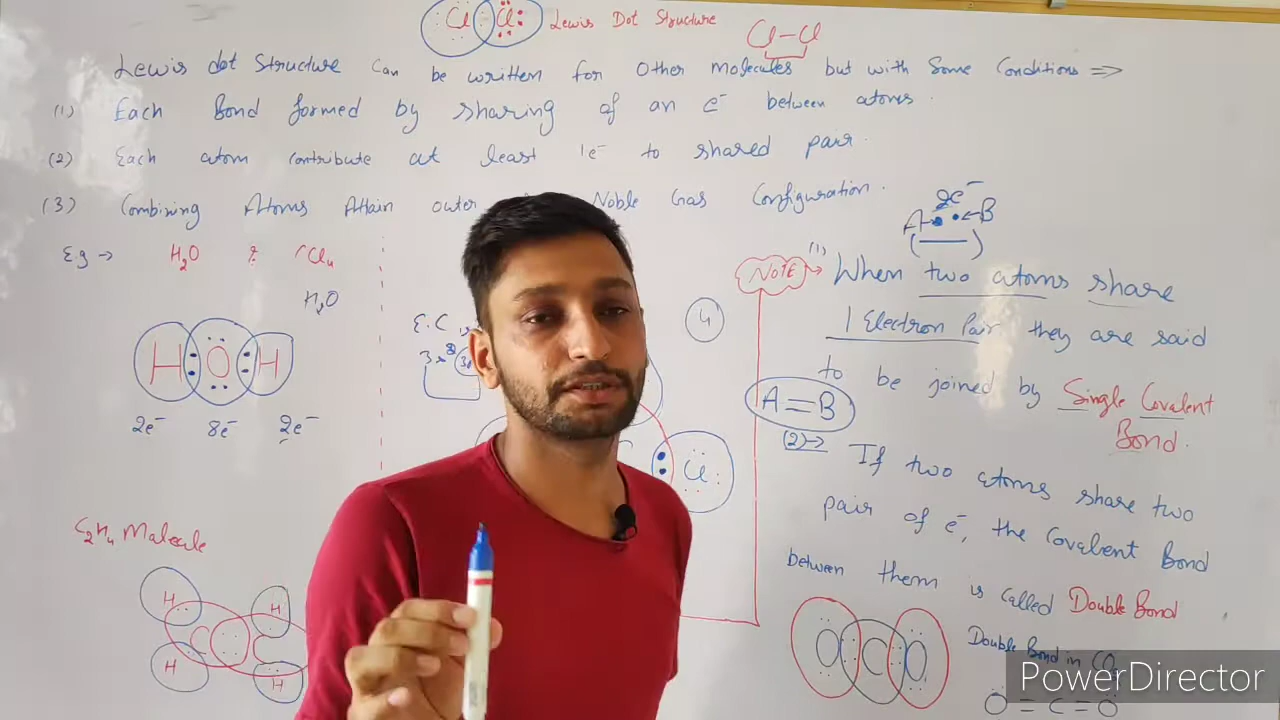 Cl Cl Lewis Dot Structure Cl-Cl
Lewis dot Structure Can be written for Other molecules but with Some Conditions ⇒
(1) Each Bond formed by sharing of an e⁻ between atoms.
(2) Each atom contribute at least 1e⁻ to shared pair.
(3) Combining Atoms Attain outer Noble Gas Configuration.
2e⁻
A B
Eg → H₂O & CCl₄
H₂O
NOTE → (1) When two atoms share
1 Electron Pair they are said
to be joined by Single Covalent
Bond.
E.C
4
H O H
2e⁻ 8e⁻ 2e⁻
Cl
A=B
(2)→ If two atoms share two
pair of e⁻, the Covalent Bond
between them is called Double Bond
C₂H₄ Malecule
H H
C C
H H
O C O
Double Bond in CO₂
O = C = O
PowerDirector